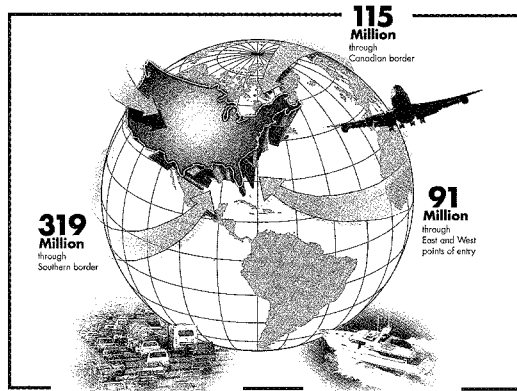 115
Million
through
Canadian border
319
Million
through
Southern border
91
Million
through
East and West
points of entry